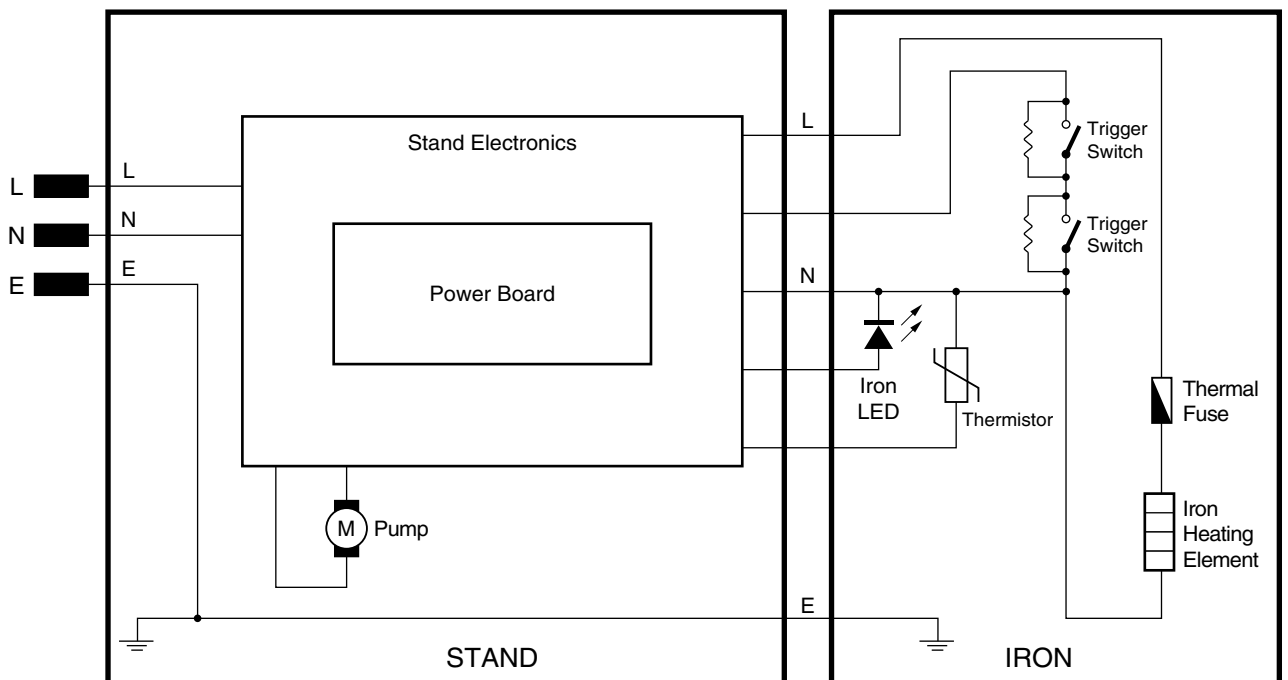 L
Stand Electronics
Trigger
Switch
L
L
N
N
Trigger
Switch
E
E
N
Power Board
Iron
LED
Thermistor
Thermal
Fuse
M
Pump
Iron
Heating
Element
E
STAND
IRON